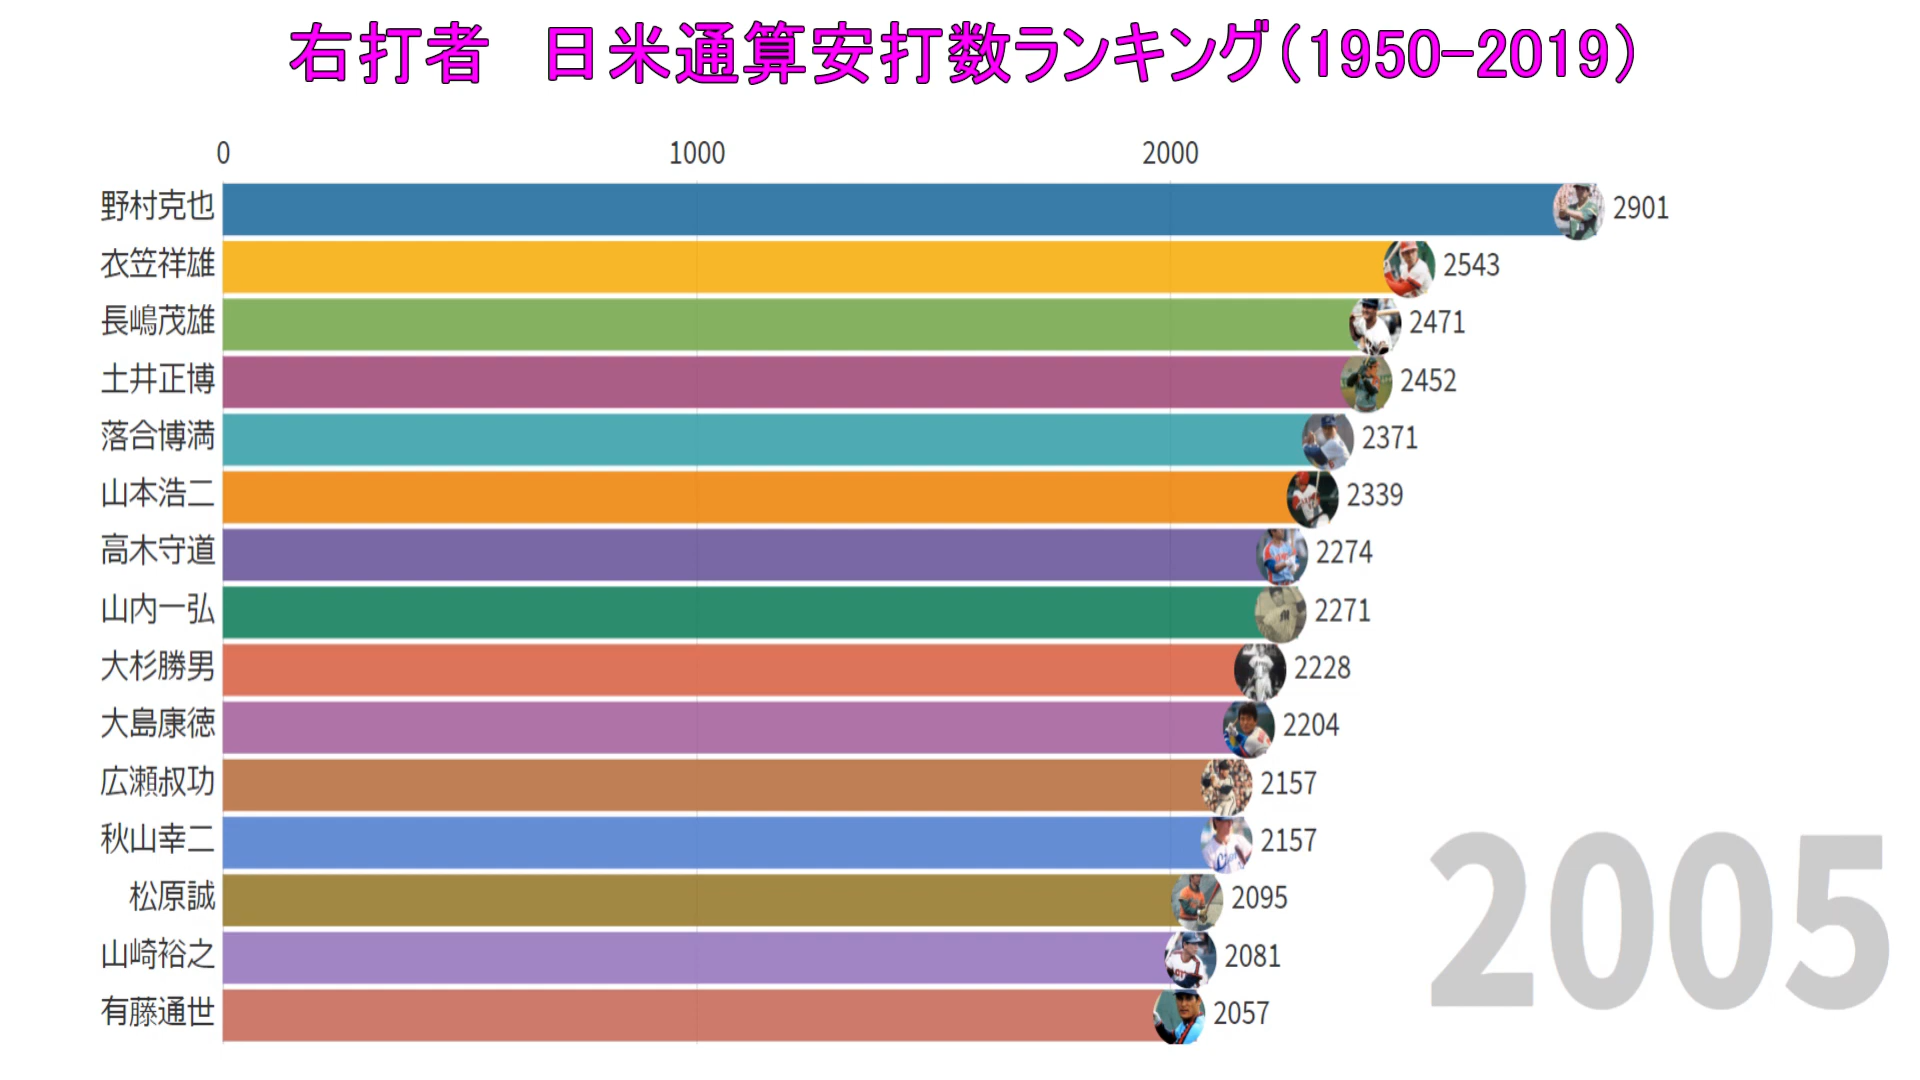 右打者　日米通算安打数ランキング（1950-2019）
0 1000 2000
野村克也 2901
衣笠祥雄 2543
長嶋茂雄 2471
土井正博 2452
落合博満 2371
山本浩二 2339
高木守道 2274
山内一弘 2271
大杉勝男 2228
大島康徳 2204
広瀬叔功 2157
秋山幸二 2157
松原誠 2095
山崎裕之 2081
有藤通世 2057
2005